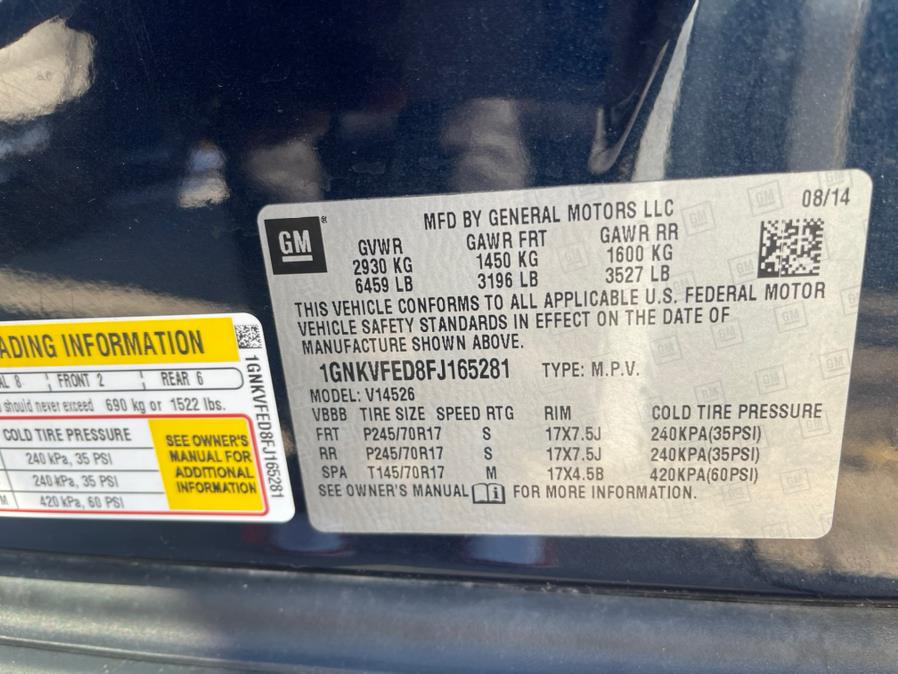 GM
MFD BY GENERAL MOTORS LLC
08/14
GVWR GAWR FRT GAWR RR
2930 KG 1450 KG 1600 KG
6459 LB 3196 LB 3527 LB
THIS VEHICLE CONFORMS TO ALL APPLICABLE U.S. FEDERAL MOTOR
VEHICLE SAFETY STANDARDS IN EFFECT ON THE DATE OF
MANUFACTURE SHOWN ABOVE.
1GNKVFED8FJ165281 TYPE: M.P.V.
MODEL: V14526
VBBB TIRE SIZE SPEED RTG RIM COLD TIRE PRESSURE
FRT P245/70R17 S 17X7.5J 240KPA(35PSI)
RR P245/70R17 S 17X7.5J 240KPA(35PSI)
SPA T145/70R17 M 17X4.5B 420KPA(60PSI)
SEE OWNER'S MANUAL i FOR MORE INFORMATION.
ADING INFORMATION
AL 8 FRONT 2 REAR 6
should never exceed 690 kg or 1522 lbs.
COLD TIRE PRESSURE
240 kPa, 35 PSI
240 kPa, 35 PSI
M 420 kPa, 60 PSI
SEE OWNER'S
MANUAL FOR
ADDITIONAL
INFORMATION
1GNKVFED8FJ165281